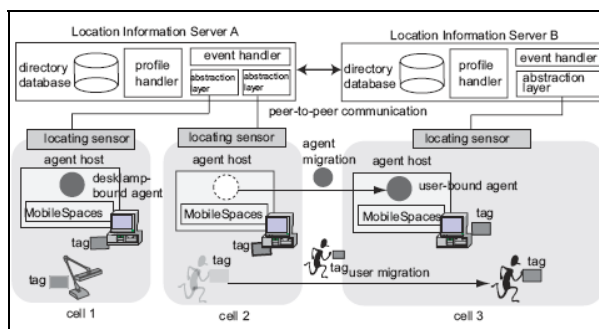 Location Information Server A
Location Information Server B
directory
database
profile
handler
event handler
abstraction
layer
abstraction
layer
directory
database
profile
handler
event handler
abstraction
layer
peer-to-peer communication
locating sensor
locating sensor
locating sensor
agent host
desklamp-
bound agent
MobileSpaces
tag
tag
cell 1
agent host
MobileSpaces
tag
tag
cell 2
agent
migration
tag
user migration
agent host
user-bound agent
MobileSpaces
tag
tag
cell 3